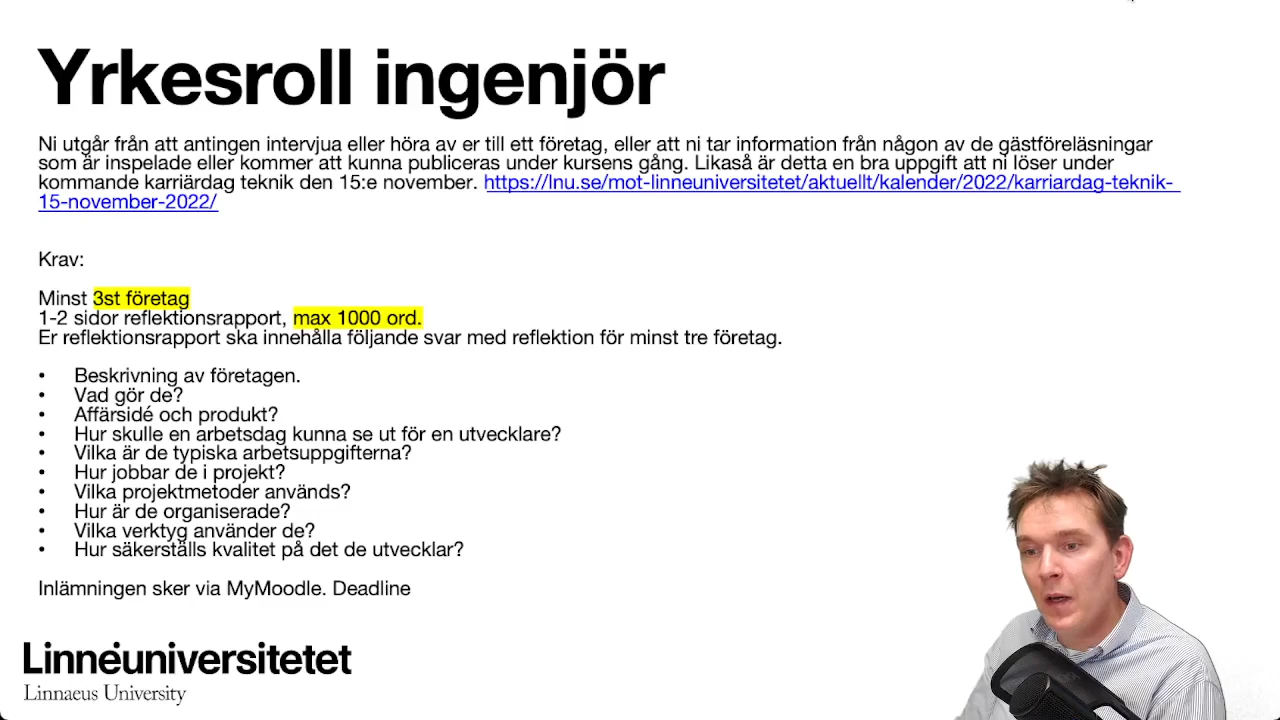 Yrkesroll ingenjör
Ni utgår från att antingen intervjua eller höra av er till ett företag, eller att ni tar information från någon av de gästföreläsningar
som är inspelade eller kommer att kunna publiceras under kursens gång. Likaså är detta en bra uppgift att ni löser under
kommande karriärdag teknik den 15:e november. https://lnu.se/mot-linneuniversitetet/aktuellt/kalender/2022/karriardag-teknik-
15-november-2022/
Krav:
Minst 3st företag
1-2 sidor reflektionsrapport, max 1000 ord.
Er reflektionsrapport ska innehålla följande svar med reflektion för minst tre företag.
• Beskrivning av företagen.
• Vad gör de?
• Affärsidé och produkt?
• Hur skulle en arbetsdag kunna se ut för en utvecklare?
• Vilka är de typiska arbetsuppgifterna?
• Hur jobbar de i projekt?
• Vilka projektmetoder används?
• Hur är de organiserade?
• Vilka verktyg använder de?
• Hur säkerställs kvalitet på det de utvecklar?
Inlämningen sker via MyMoodle. Deadline
Linnéuniversitetet
Linnaeus University